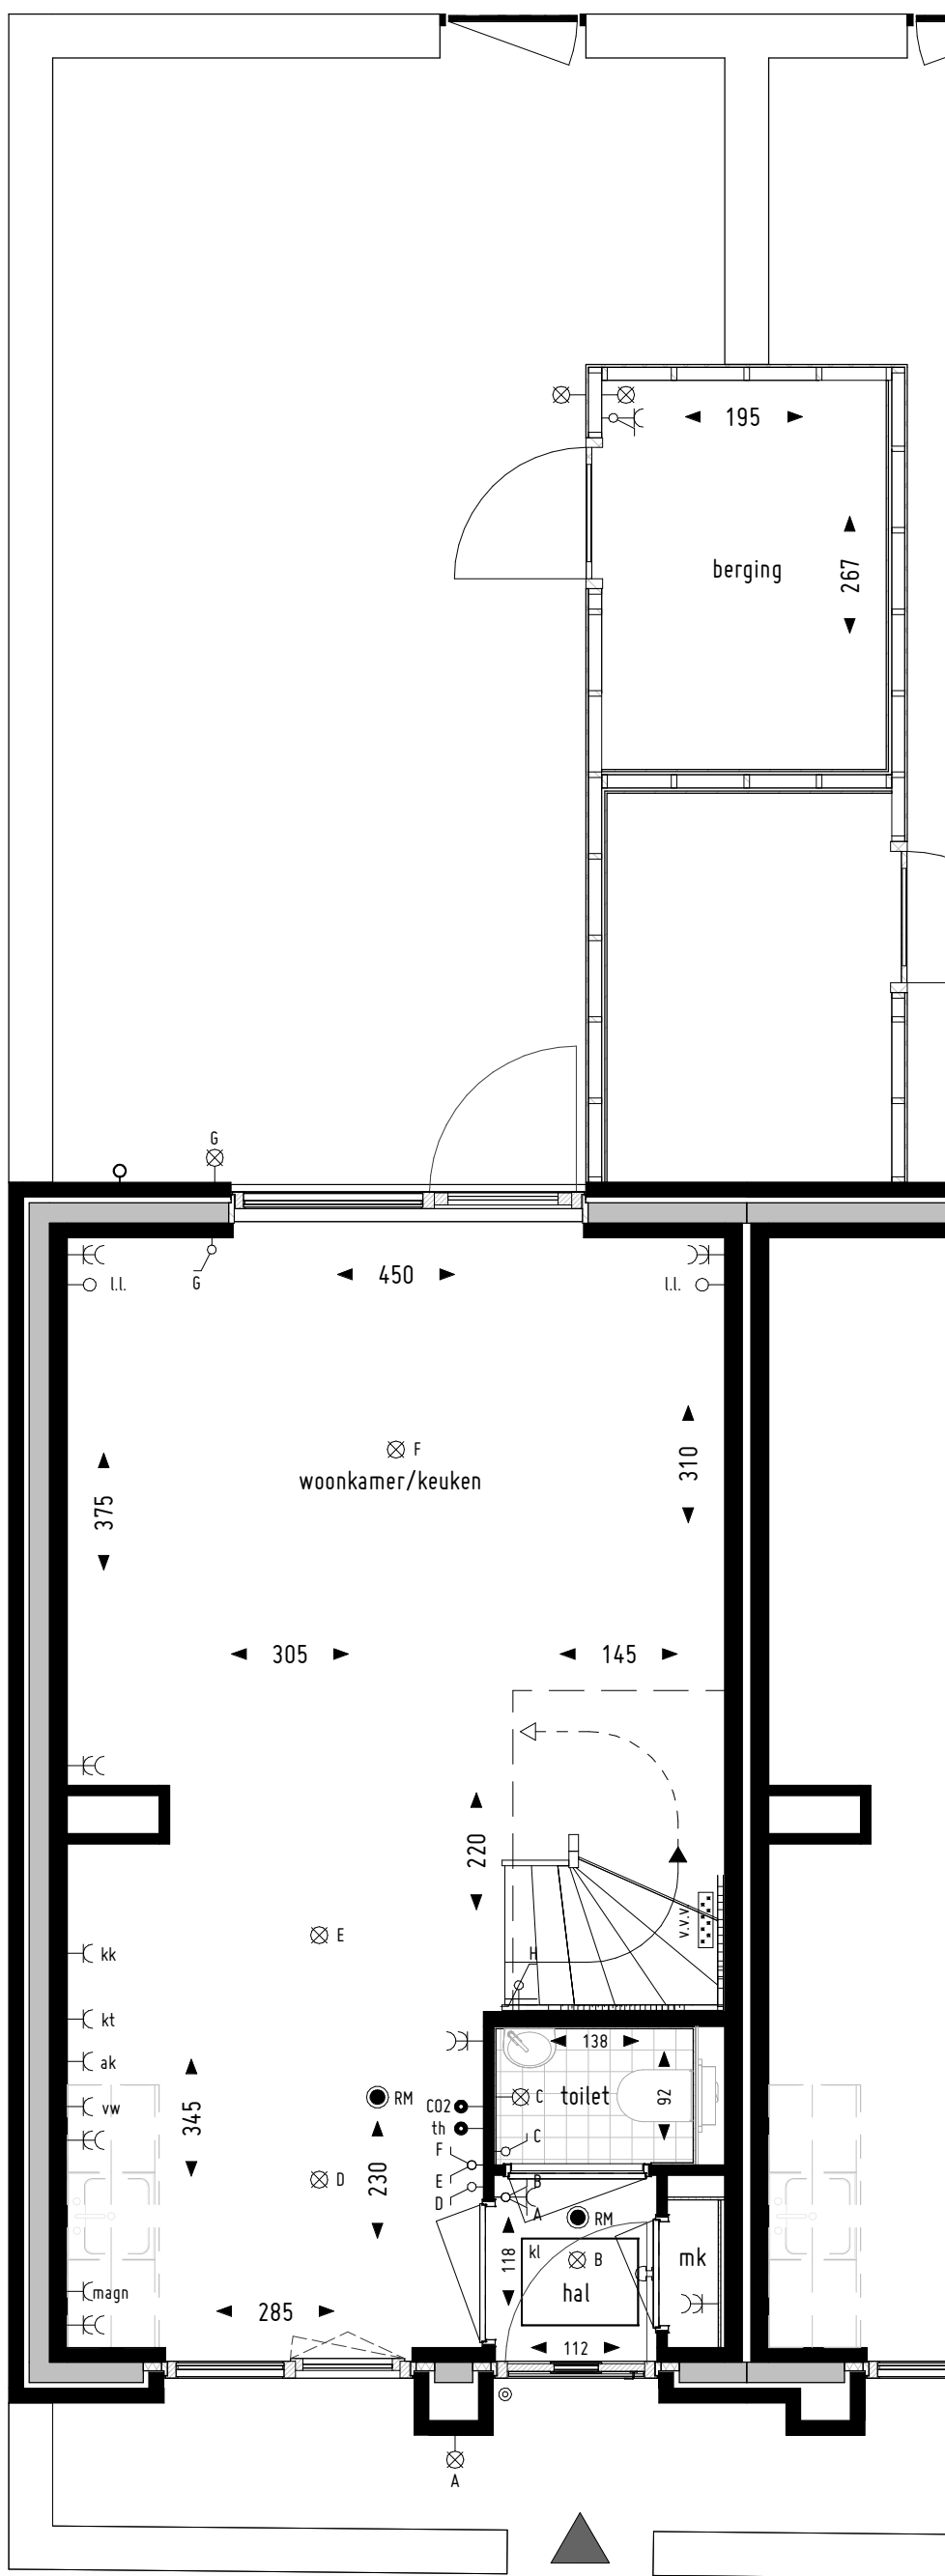 195
267
berging
G
G
l.l.
450
l.l.
F
woonkamer/keuken
310
375
305
145
220
v.v.v.
E
H
kk
kt
ak
138
toilet
92
C
RM
CO2
vw
th
345
C
F
230
D
E
B
D
A
RM
118
kl
B
mk
hal
magn
285
112
A